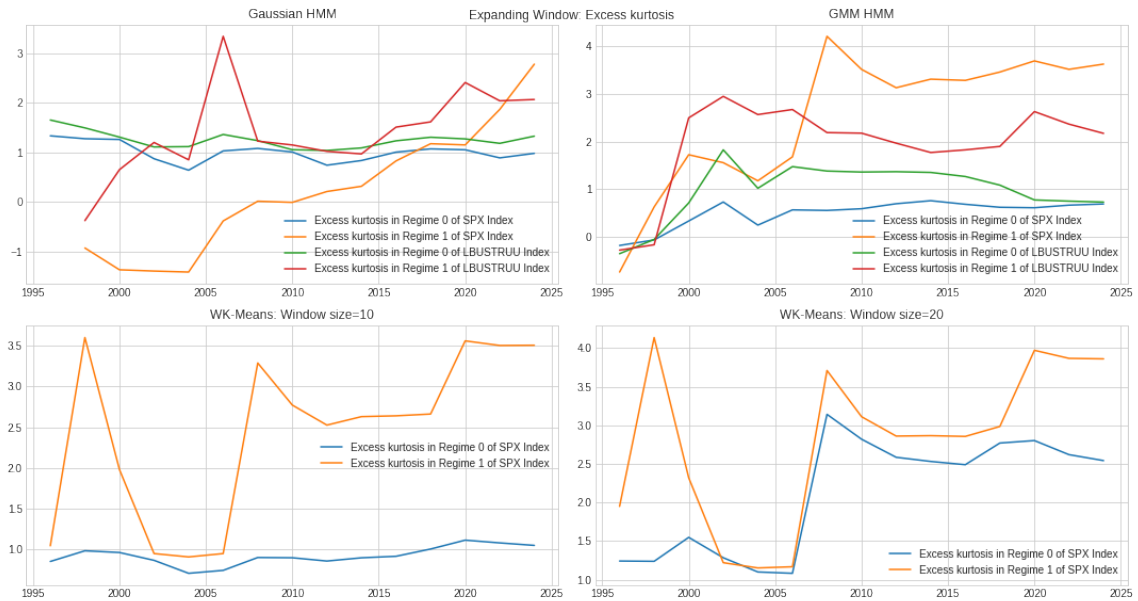 Expanding Window: Excess kurtosis
Gaussian HMM
3
2
1
0
−1
1995 2000 2005 2010 2015 2020 2025
Excess kurtosis in Regime 0 of SPX Index
Excess kurtosis in Regime 1 of SPX Index
Excess kurtosis in Regime 0 of LBUSTRUU Index
Excess kurtosis in Regime 1 of LBUSTRUU Index
GMM HMM
4
3
2
1
0
1995 2000 2005 2010 2015 2020 2025
Excess kurtosis in Regime 0 of SPX Index
Excess kurtosis in Regime 1 of SPX Index
Excess kurtosis in Regime 0 of LBUSTRUU Index
Excess kurtosis in Regime 1 of LBUSTRUU Index
WK-Means: Window size=10
3.5
3.0
2.5
2.0
1.5
1.0
1995 2000 2005 2010 2015 2020 2025
Excess kurtosis in Regime 0 of SPX Index
Excess kurtosis in Regime 1 of SPX Index
WK-Means: Window size=20
4.0
3.5
3.0
2.5
2.0
1.5
1.0
1995 2000 2005 2010 2015 2020 2025
Excess kurtosis in Regime 0 of SPX Index
Excess kurtosis in Regime 1 of SPX Index